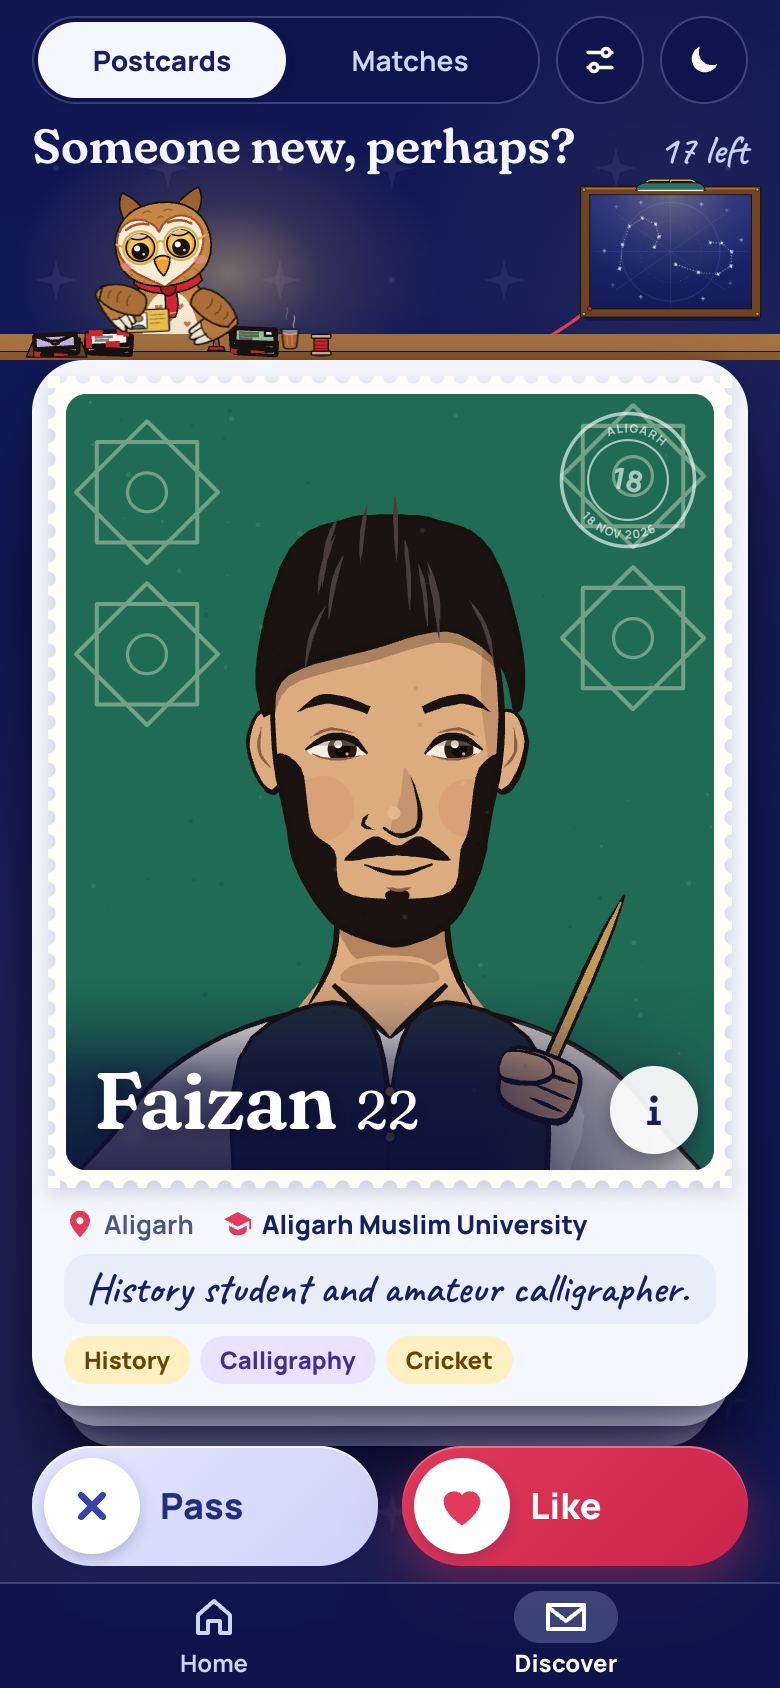 Postcards
Matches
Someone new, perhaps?
17 left
ALIGARH
18
18 NOV 2026
Faizan 22
i
Aligarh
Aligarh Muslim University
History student and amateur calligrapher.
History
Calligraphy
Cricket
Pass
Like
Home
Discover